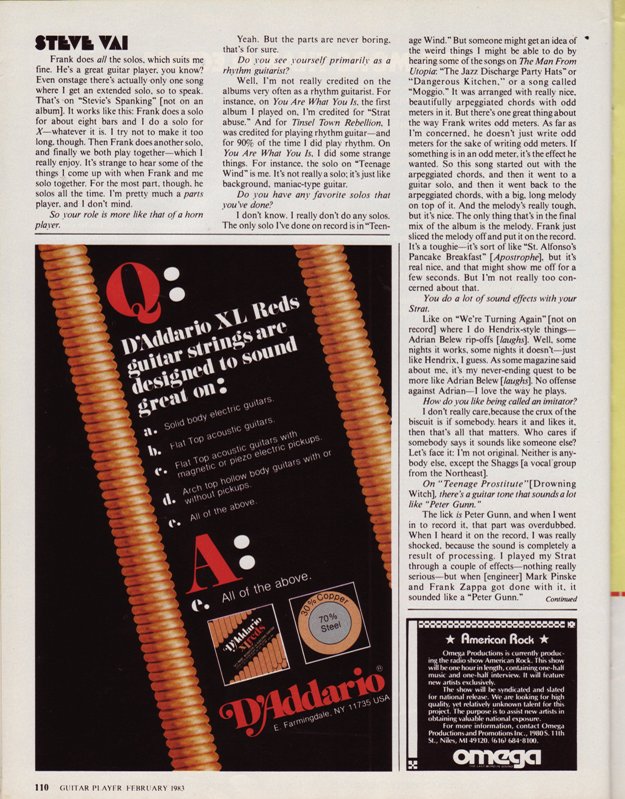 STEVE VAI
Frank does all the solos, which suits me
fine. He's a great guitar player, you know?
Even onstage there's actually only one song
where I get an extended solo, so to speak.
That's on "Stevie's Spanking" [not on an
album]. It works like this: Frank does a solo
for about eight bars and I do a solo for
X—whatever it is. I try not to make it too
long, though. Then Frank does another solo,
and finally we both play together—which I
really enjoy. It's strange to hear some of the
things I come up with when Frank and me
solo together. For the most part, though, he
solos all the time. I'm pretty much a parts
player, and I don't mind.
So your role is more like that of a horn
player.
Yeah. But the parts are never boring,
that's for sure.
Do you see yourself primarily as a
rhythm guitarist?
Well, I'm not really credited on the
albums very often as a rhythm guitarist. For
instance, on You Are What You Is, the first
album I played on, I'm credited for "Strat
abuse." And for Tinsel Town Rebellion, I
was credited for playing rhythm guitar—and
for 90% of the time I did play rhythm. On
You Are What You Is, I did some strange
things. For instance, the solo on "Teenage
Wind" is me. It's not really a solo; it's just like
background, maniac-type guitar.
Do you have any favorite solos that
you've done?
I don't know. I really don't do any solos.
The only solo I've done on record is in "Teen-
age Wind." But someone might get an idea of
the weird things I might be able to do by
hearing some of the songs on The Man From
Utopia: "The Jazz Discharge Party Hats" or
"Dangerous Kitchen," or a song called
"Moggio." It was arranged with really nice,
beautifully arpeggiated chords with odd
meters in it. But there's one great thing about
the way Frank writes odd meters. As far as
I'm concerned, he doesn't just write odd
meters for the sake of writing odd meters. If
something is in an odd meter, it's the effect he
wanted. So this song started out with the
arpeggiated chords, and then it went to a
guitar solo, and then it went back to the
arpeggiated chords, with a big, long melody
on top of it. And the melody's really tough,
but it's nice. The only thing that's in the final
mix of the album is the melody. Frank just
sliced the melody off and put it on the record.
It's a toughie—it's sort of like "St. Alfonso's
Pancake Breakfast" [Apostrophe], but it's
real nice, and that might show me off for a
few seconds. But I'm not really too con-
cerned about that.
You do a lot of sound effects with your
Strat.
Like on "We're Turning Again" [not on
record] where I do Hendrix-style things—
Adrian Belew rip-offs [laughs]. Well, some
nights it works, some nights it doesn't—just
like Hendrix, I guess. As some magazine said
about me, it's my never-ending quest to be
more like Adrian Belew [laughs]. No offense
against Adrian—I love the way he plays.
How do you like being called an imitator?
I don't really care, because the crux of the
biscuit is if somebody hears it and likes it,
then that's all that matters. Who cares if
somebody says it sounds like someone else?
Let's face it: I'm not original. Neither is any-
body else, except the Shaggs [a vocal group
from the Northeast].
On "Teenage Prostitute" [Drowning
Witch], there's a guitar tone that sounds a lot
like "Peter Gunn."
The lick is Peter Gunn, and when I went
in to record it, that part was overdubbed.
When I heard it on the record, I was really
shocked, because the sound is completely a
result of processing. I played my Strat
through a couple of effects—nothing really
serious—but when [engineer] Mark Pinske
and Frank Zappa got done with it, it
sounded like a "Peter Gunn."
Continued
Q:
D'Addario XL Reds
guitar strings are
designed to sound
great on:
a. Solid body electric guitars.
b. Flat Top acoustic guitars.
c. Flat Top acoustic guitars with
magnetic or piezo electric pickups.
d. Arch top hollow body guitars with or
without pickups.
e. All of the above.
A:
e. All of the above.
D'Addario
XL Reds
30% Copper
70%
Steel
D'Addario®
E. Farmingdale, NY 11735 USA
★ American Rock ★
Omega Productions is currently produc-
ing the radio show American Rock. This show
will be one hour in length, containing one-half
music and one-half interview. It will feature
new artists exclusively.
The show will be syndicated and slated
for national release. We are looking for high
quality, yet relatively unknown talent for this
project. The purpose is to assist new artists in
obtaining valuable national exposure.
For more information, contact Omega
Productions and Promotions Inc., 1980 S. 11th
St., Niles, MI 49120. (616) 684-8100.
omega
110 GUITAR PLAYER FEBRUARY 1983